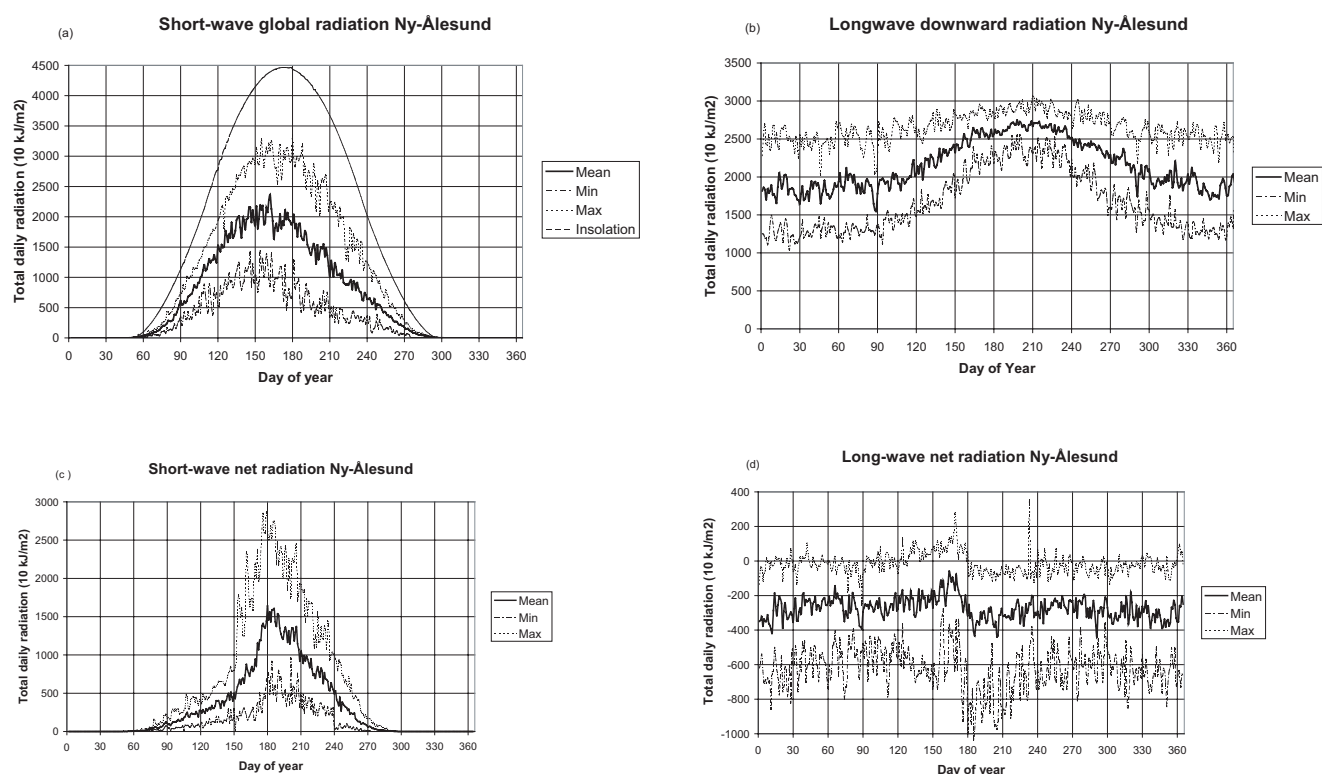 (a)
Short-wave global radiation Ny-Ålesund
Total daily radiation (10 kJ/m2)
4500
4000
3500
3000
2500
2000
1500
1000
500
0
0 30 60 90 120 150 180 210 240 270 300 330 360
Day of year
Mean
Min
Max
Insolation
(b)
Longwave downward radiation Ny-Ålesund
Total daily radiation (10 kJ/m2)
3500
3000
2500
2000
1500
1000
500
0
0 30 60 90 120 150 180 210 240 270 300 330 360
Day of Year
Mean
Min
Max
(c )
Short-wave net radiation Ny-Ålesund
Total daily radiation (10 kJ/m2)
3000
2500
2000
1500
1000
500
0
0 30 60 90 120 150 180 210 240 270 300 330 360
Day of year
Mean
Min
Max
(d)
Long-wave net radiation Ny-Ålesund
Total daily radiation (10 kJ/m2)
400
200
0
-200
-400
-600
-800
-1000
0 30 60 90 120 150 180 210 240 270 300 330 360
Day of year
Mean
Min
Max